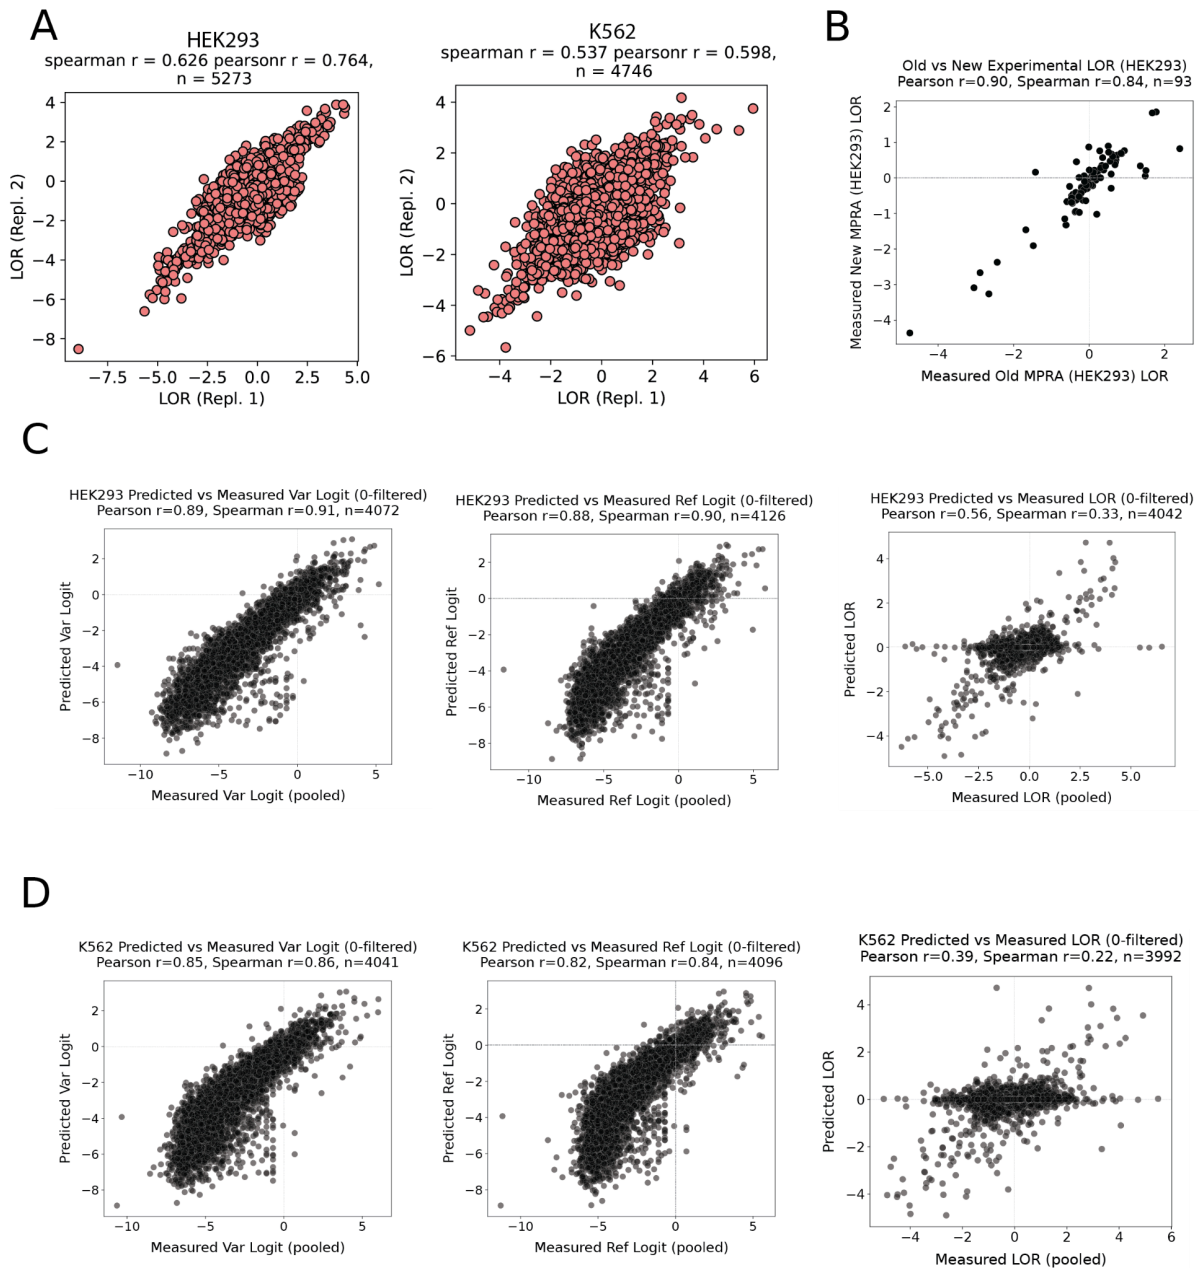 A
HEK293
spearman r = 0.626 pearsonr r = 0.764,
n = 5273
4
2
0
−2
−4
−6
−8
LOR (Repl. 2)
−7.5 −5.0 −2.5 0.0 2.5 5.0
LOR (Repl. 1)
K562
spearman r = 0.537 pearsonr r = 0.598,
n = 4746
4
2
0
−2
−4
−6
LOR (Repl. 2)
−4 −2 0 2 4 6
LOR (Repl. 1)
B
Old vs New Experimental LOR (HEK293)
Pearson r=0.90, Spearman r=0.84, n=93
2
1
0
−1
−2
−3
−4
Measured New MPRA (HEK293) LOR
−4 −2 0 2
Measured Old MPRA (HEK293) LOR
C
HEK293 Predicted vs Measured Var Logit (0-filtered)
Pearson r=0.89, Spearman r=0.91, n=4072
2
0
−2
−4
−6
−8
Predicted Var Logit
−10 −5 0 5
Measured Var Logit (pooled)
HEK293 Predicted vs Measured Ref Logit (0-filtered)
Pearson r=0.88, Spearman r=0.90, n=4126
2
0
−2
−4
−6
−8
Predicted Ref Logit
−10 −5 0 5
Measured Ref Logit (pooled)
HEK293 Predicted vs Measured LOR (0-filtered)
Pearson r=0.56, Spearman r=0.33, n=4042
4
2
0
−2
−4
Predicted LOR
−5.0 −2.5 0.0 2.5 5.0
Measured LOR (pooled)
D
K562 Predicted vs Measured Var Logit (0-filtered)
Pearson r=0.85, Spearman r=0.86, n=4041
2
0
−2
−4
−6
−8
Predicted Var Logit
−10 −5 0 5
Measured Var Logit (pooled)
K562 Predicted vs Measured Ref Logit (0-filtered)
Pearson r=0.82, Spearman r=0.84, n=4096
2
0
−2
−4
−6
−8
Predicted Ref Logit
−10 −5 0 5
Measured Ref Logit (pooled)
K562 Predicted vs Measured LOR (0-filtered)
Pearson r=0.39, Spearman r=0.22, n=3992
4
2
0
−2
−4
Predicted LOR
−4 −2 0 2 4 6
Measured LOR (pooled)